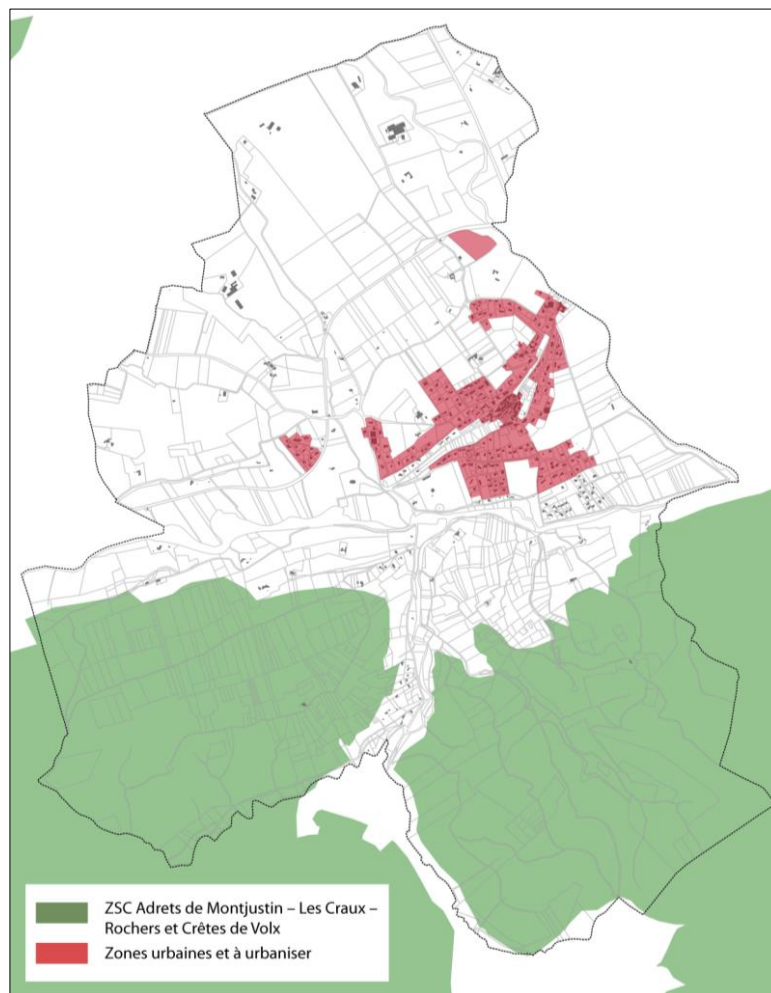 ZSC Adrets de Montjustin – Les Craux –
Rochers et Crêtes de Volx
Zones urbaines et à urbaniser